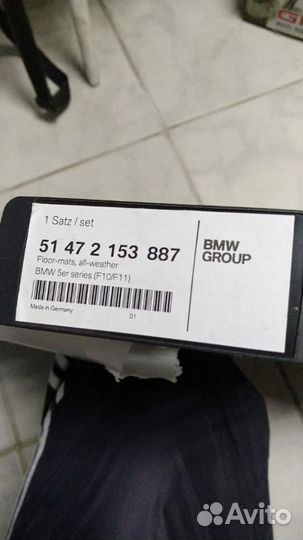 1 Satz / set
51 47 2 153 887
Floor-mats, all-weather
BMW 5er series (F10/F11)
Made in Germany
01
BMW
GROUP
Avito